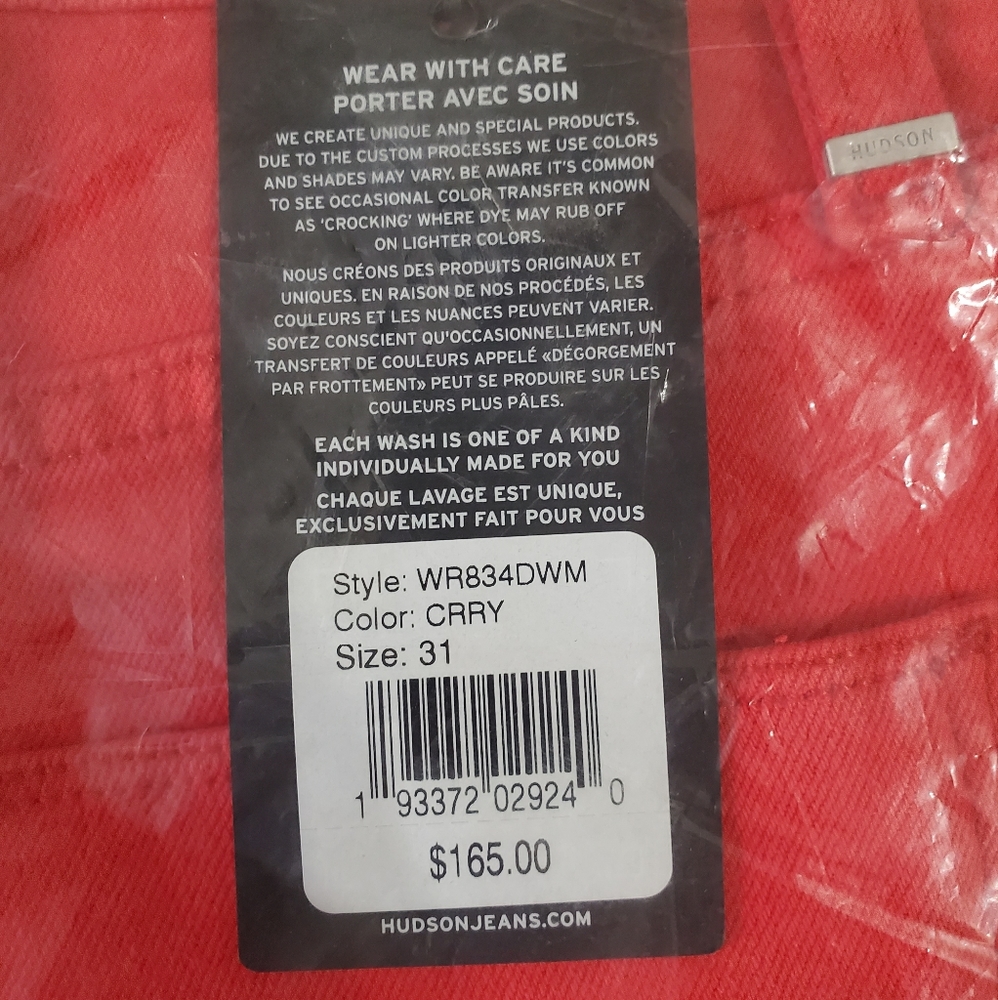 WEAR WITH CARE
PORTER AVEC SOIN
WE CREATE UNIQUE AND SPECIAL PRODUCTS.
DUE TO THE CUSTOM PROCESSES WE USE COLORS
AND SHADES MAY VARY. BE AWARE IT'S COMMON
TO SEE OCCASIONAL COLOR TRANSFER KNOWN
AS 'CROCKING' WHERE DYE MAY RUB OFF
ON LIGHTER COLORS.
NOUS CRÉONS DES PRODUITS ORIGINAUX ET
UNIQUES. EN RAISON DE NOS PROCÉDÉS, LES
COULEURS ET LES NUANCES PEUVENT VARIER.
SOYEZ CONSCIENT QU'OCCASIONNELLEMENT, UN
TRANSFERT DE COULEURS APPELÉ «DÉGORGEMENT
PAR FROTTEMENT» PEUT SE PRODUIRE SUR LES
COULEURS PLUS PÂLES.
EACH WASH IS ONE OF A KIND
INDIVIDUALLY MADE FOR YOU
CHAQUE LAVAGE EST UNIQUE,
EXCLUSIVEMENT FAIT POUR VOUS
Style: WR834DWM
Color: CRRY
Size: 31
1 93372 02924 0
$165.00
HUDSONJEANS.COM
HUDSON